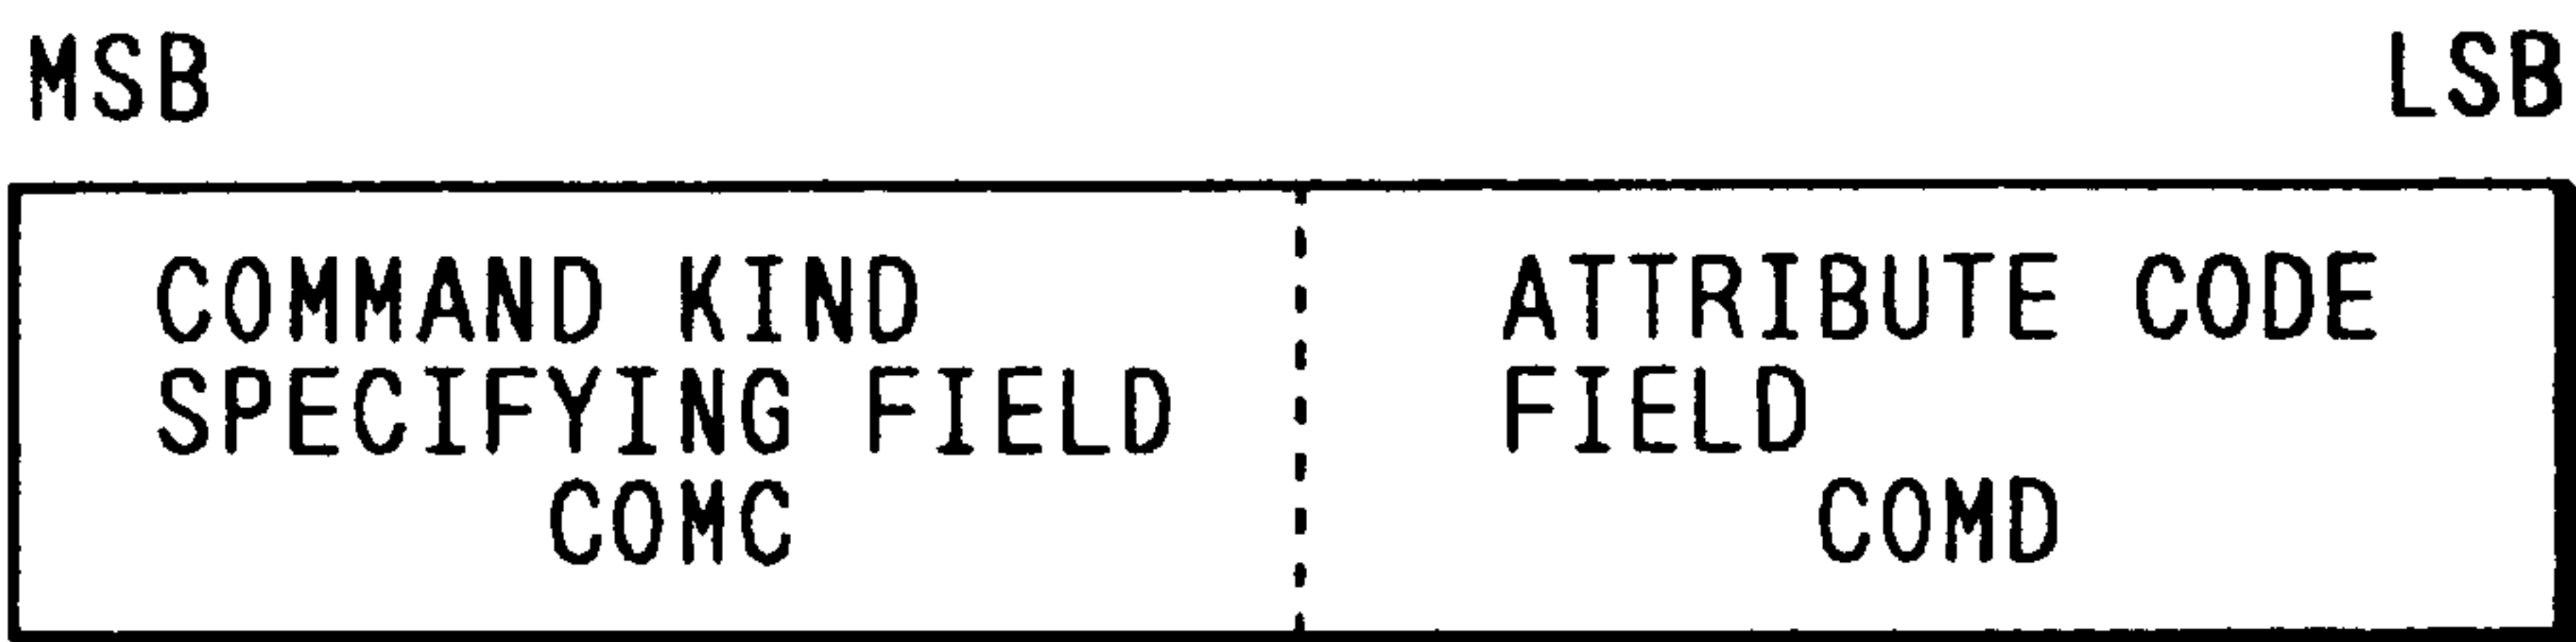 MSB LSB
COMMAND KIND
SPECIFYING FIELD
COMC
ATTRIBUTE CODE
FIELD
COMD